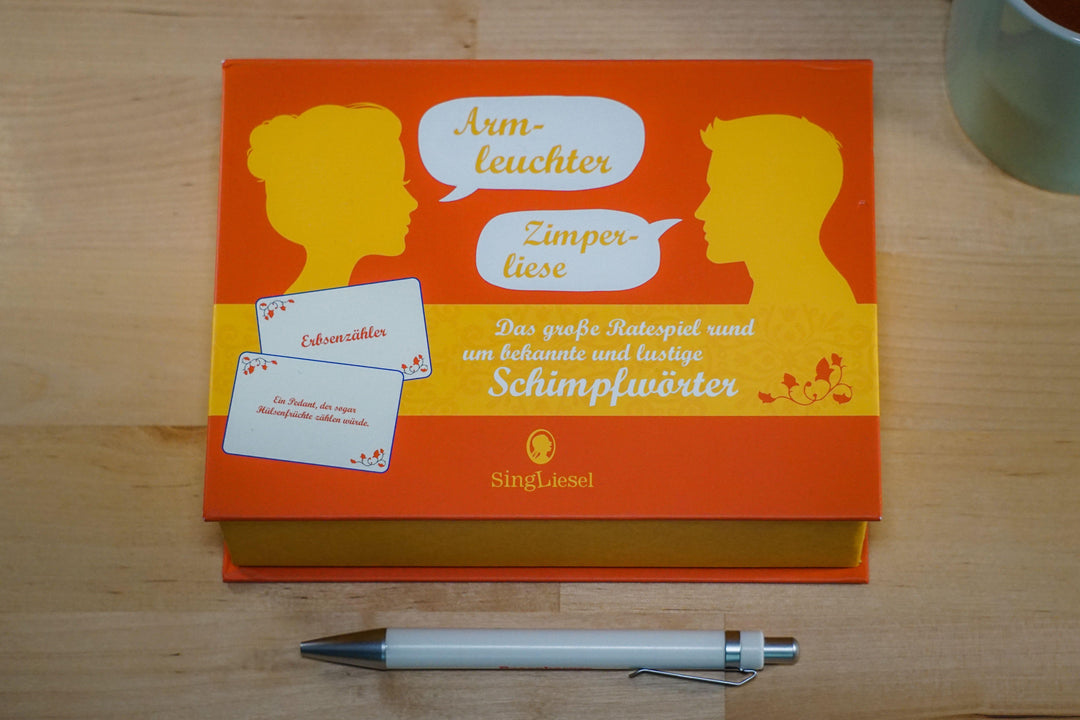 Arm-
leuchter
Zimper-
liese
Erbsenzähler
Ein Pedant, der sogar
Hülsenfrüchte zählen würde.
Das große Ratespiel rund
um bekannte und lustige
Schimpfwörter
SingLiesel